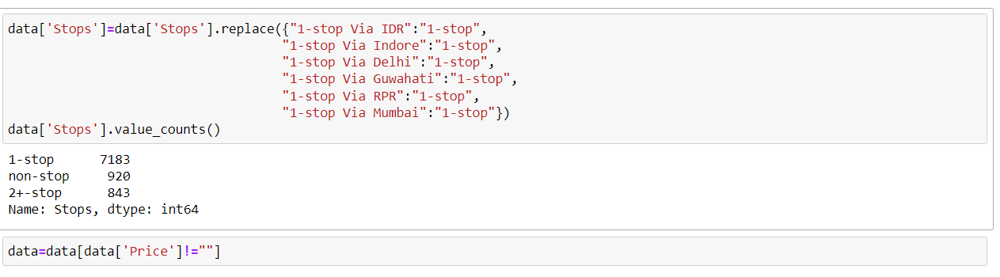 data['Stops']=data['Stops'].replace({"1-stop Via IDR":"1-stop",
"1-stop Via Indore":"1-stop",
"1-stop Via Delhi":"1-stop",
"1-stop Via Guwahati":"1-stop",
"1-stop Via RPR":"1-stop",
"1-stop Via Mumbai":"1-stop"})
data['Stops'].value_counts()
1-stop      7183
non-stop     920
2+-stop      843
Name: Stops, dtype: int64
data=data[data['Price']!=""]